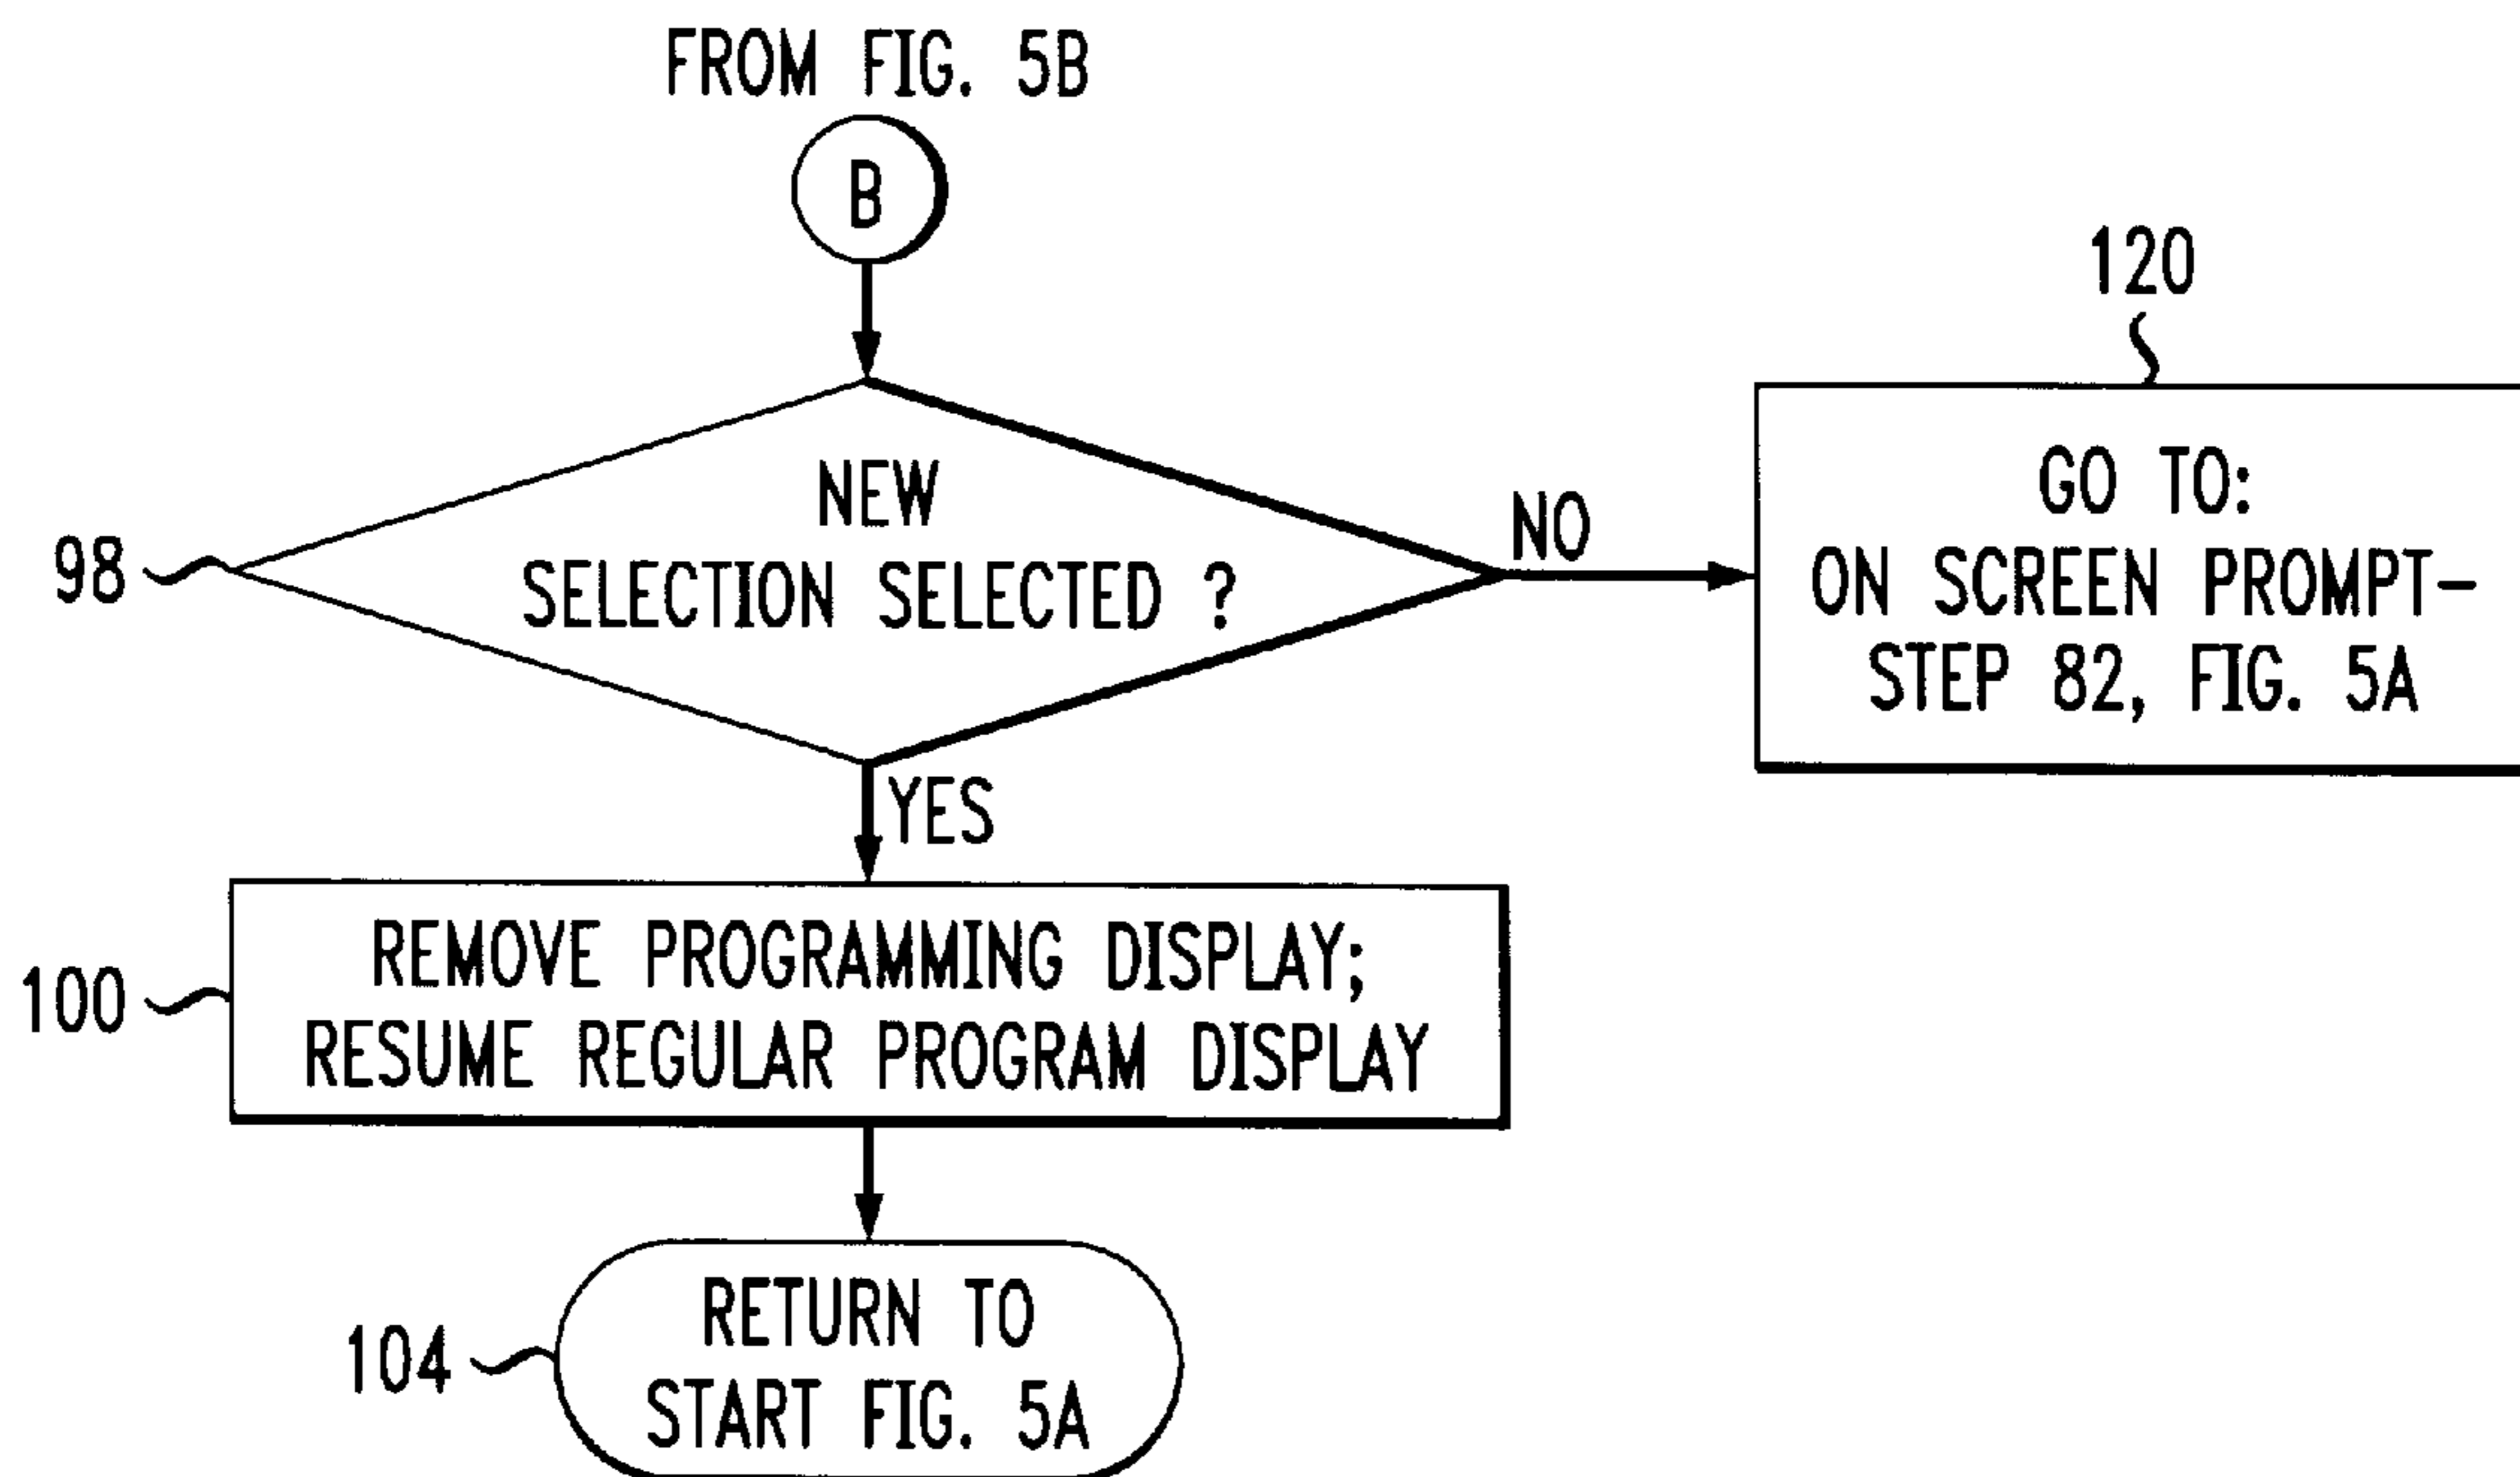 FROM FIG. 5B
B
120
NEW
SELECTION SELECTED ?
98
NO
GO TO:
ON SCREEN PROMPT-
STEP 82, FIG. 5A
YES
100
REMOVE PROGRAMMING DISPLAY;
RESUME REGULAR PROGRAM DISPLAY
104
RETURN TO
START FIG. 5A